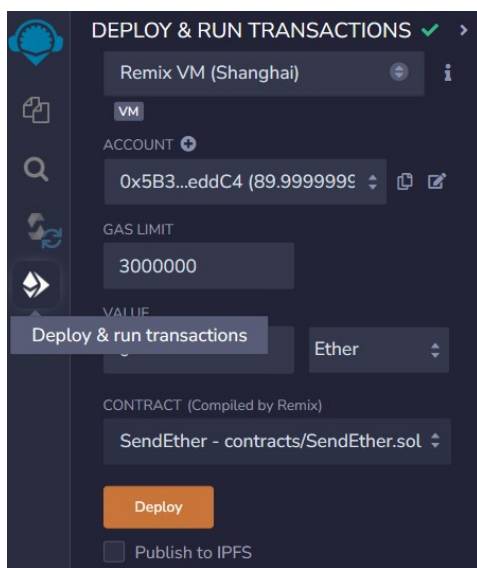 DEPLOY & RUN TRANSACTIONS
Remix VM (Shanghai)
VM
ACCOUNT
0x5B3...eddC4 (89.9999999
GAS LIMIT
3000000
VALUE
Deploy & run transactions
Ether
CONTRACT (Compiled by Remix)
SendEther - contracts/SendEther.sol
Deploy
Publish to IPFS